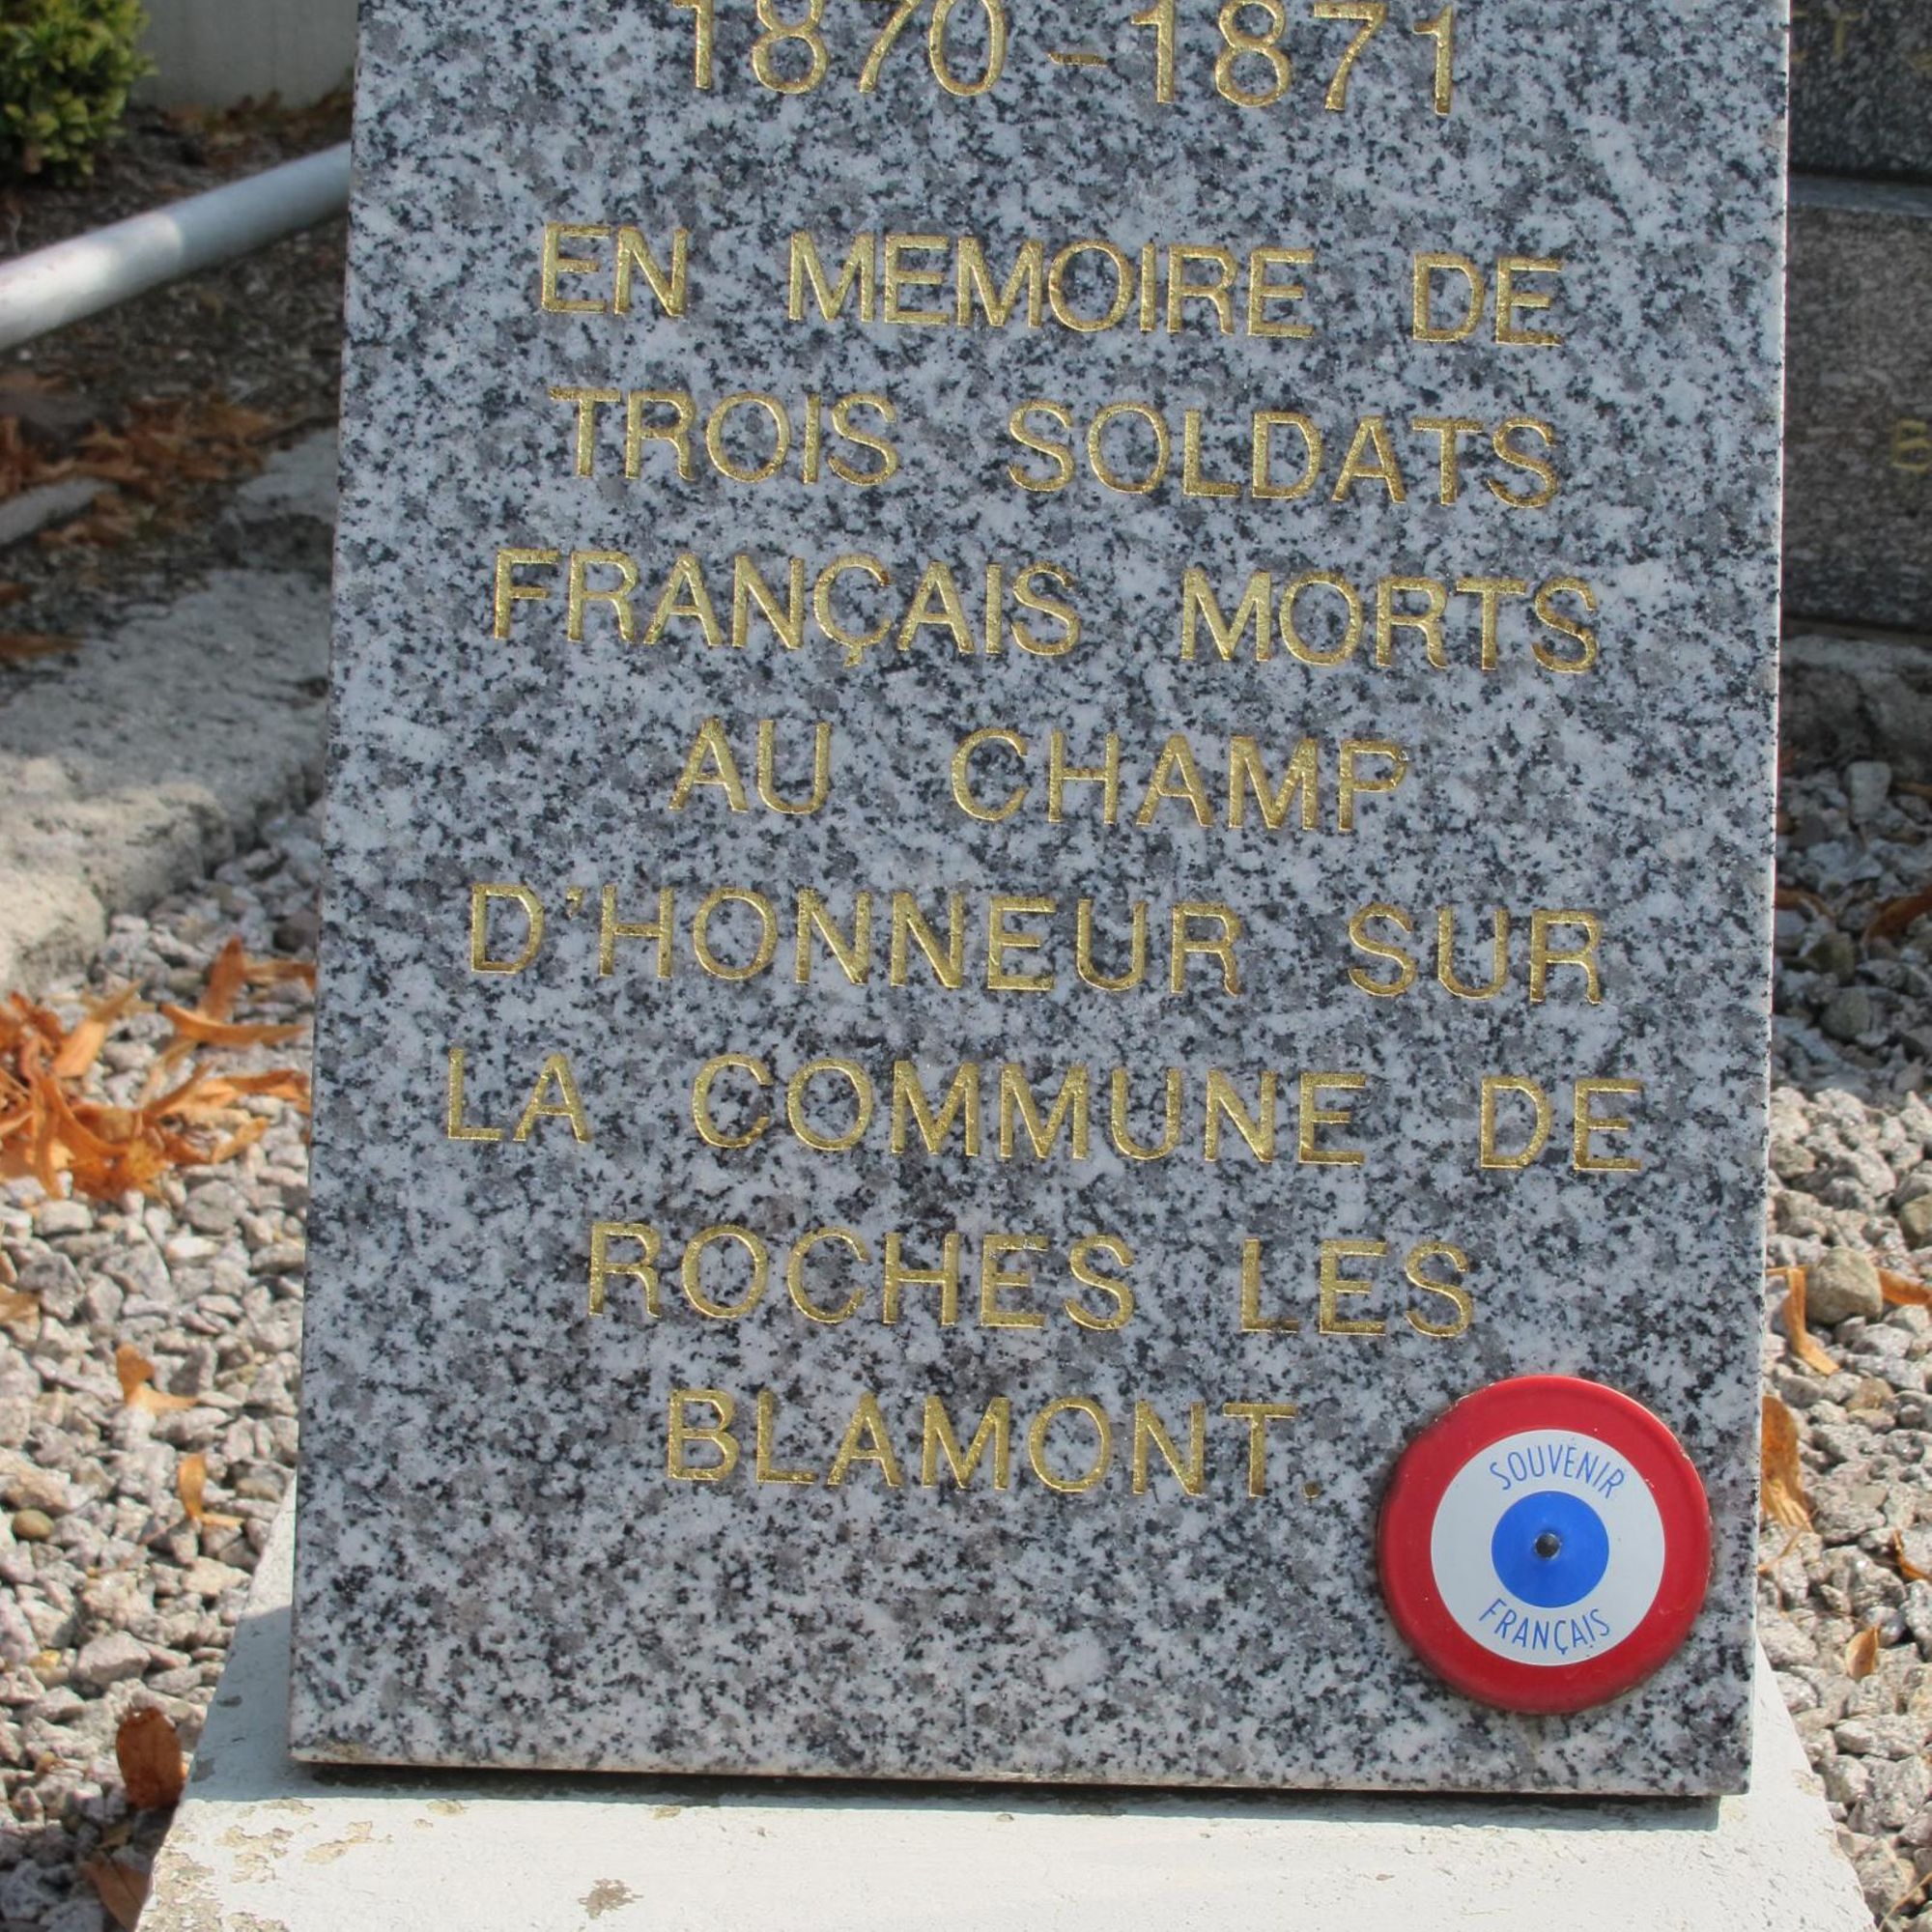 1870-1871
EN MEMOIRE DE
TROIS SOLDATS
FRANÇAIS MORTS
AU CHAMP
D'HONNEUR SUR
LA COMMUNE DE
ROCHES LES
BLAMONT.
SOUVENIR
FRANÇAIS